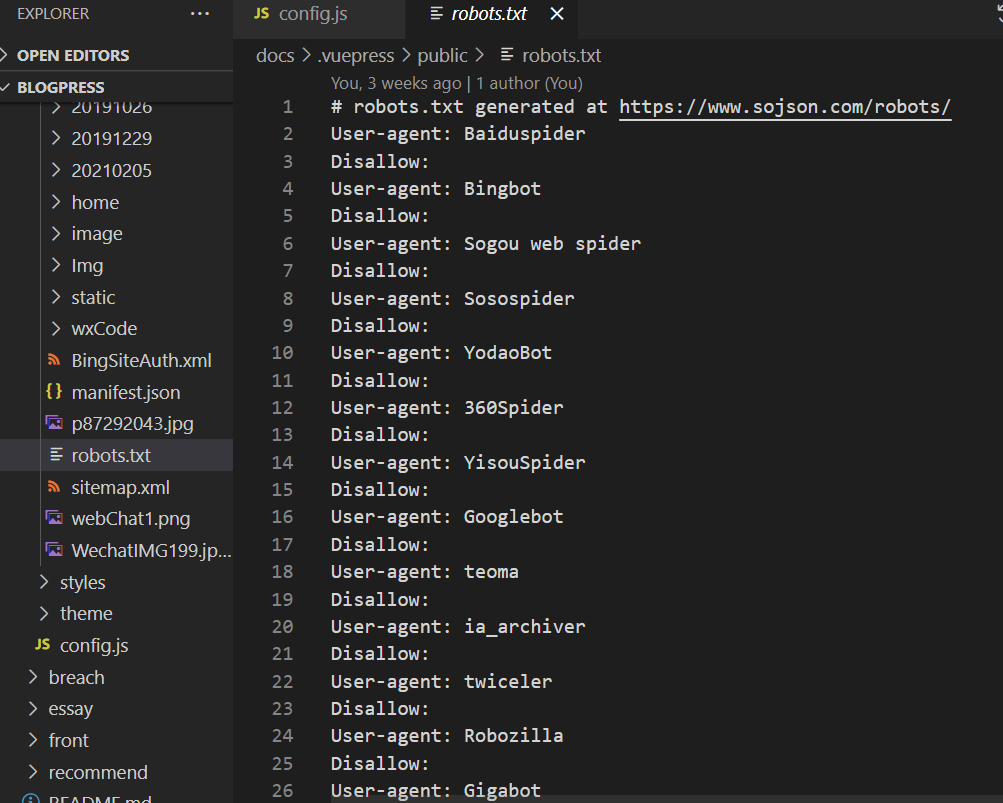 EXPLORER
···
JS config.js
robots.txt
OPEN EDITORS
docs > .vuepress > public > robots.txt
BLOGPRESS
You, 3 weeks ago | 1 author (You)
20191026
20191229
20210205
home
image
Img
static
wxCode
BingSiteAuth.xml
{} manifest.json
p87292043.jpg
robots.txt
sitemap.xml
webChat1.png
WechatIMG199.jp...
styles
theme
JS config.js
breach
essay
front
recommend
README.md
1 # robots.txt generated at https://www.sojson.com/robots/
2 User-agent: Baiduspider
3 Disallow:
4 User-agent: Bingbot
5 Disallow:
6 User-agent: Sogou web spider
7 Disallow:
8 User-agent: Sosospider
9 Disallow:
10 User-agent: YodaoBot
11 Disallow:
12 User-agent: 360Spider
13 Disallow:
14 User-agent: YisouSpider
15 Disallow:
16 User-agent: Googlebot
17 Disallow:
18 User-agent: teoma
19 Disallow:
20 User-agent: ia_archiver
21 Disallow:
22 User-agent: twiceler
23 Disallow:
24 User-agent: Robozilla
25 Disallow:
26 User-agent: Gigabot